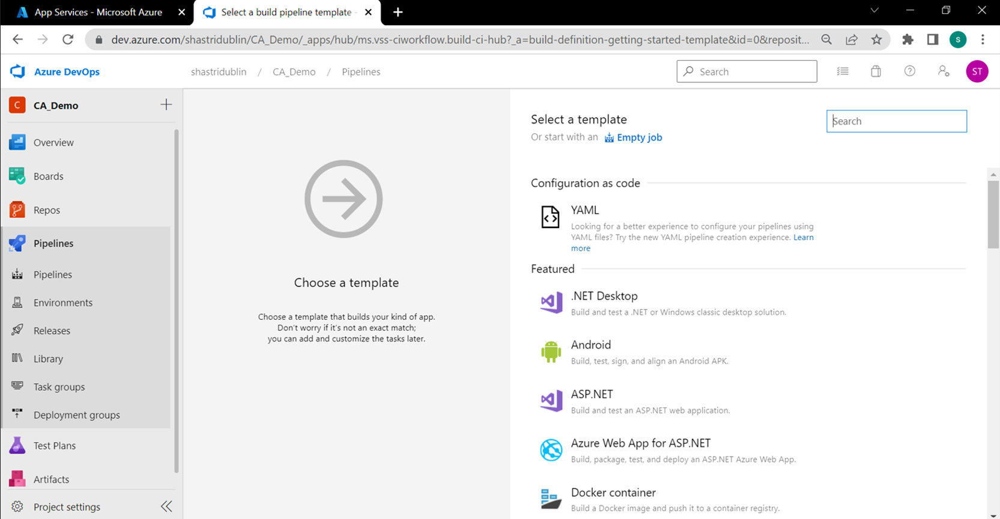 App Services - Microsoft Azure
Select a build pipeline template -
dev.azure.com/shastridublin/CA_Demo/_apps/hub/ms.vss-ciworkflow.build-ci-hub?_a=build-definition-getting-started-template&id=0&reposit...
S
Azure DevOps
shastridublin / CA_Demo / Pipelines
Search
ST
C CA_Demo
Overview
Boards
Repos
Pipelines
Pipelines
Environments
Releases
Library
Task groups
Deployment groups
Test Plans
Artifacts
Project settings
Choose a template
Choose a template that builds your kind of app.
Don't worry if it's not an exact match;
you can add and customize the tasks later.
Select a template
Search
Or start with an Empty job
Configuration as code
YAML
Looking for a better experience to configure your pipelines using
YAML files? Try the new YAML pipeline creation experience. Learn
more
Featured
.NET Desktop
Build and test a .NET or Windows classic desktop solution.
Android
Build, test, sign, and align an Android APK.
ASP.NET
Build and test an ASP.NET web application.
Azure Web App for ASP.NET
Build, package, test, and deploy an ASP.NET Azure Web App.
Docker container
Build a Docker image and push it to a container registry.